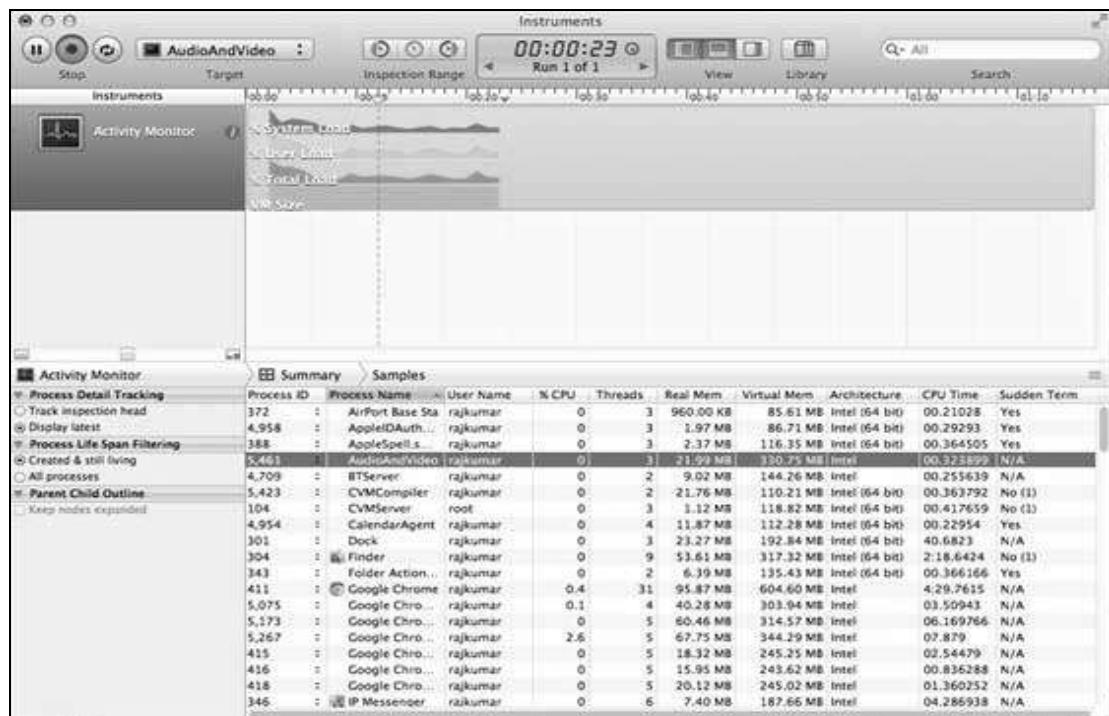 Instruments
AudioAndVideo
00:00:23
Run 1 of 1
All
Stop Target Inspection Range View Library Search
Instruments 00:00 00:20 00:30 00:40 00:50 01:00 01:10
Activity Monitor
System Load
User Load
Total Load
VM Size
Activity Monitor Summary Samples
Process Detail Tracking
Track inspection head
Display latest
Process Life Span Filtering
Created & still living
All processes
Parent Child Outline
Keep nodes expanded
Process ID Process Name User Name % CPU Threads Real Mem Virtual Mem Architecture CPU Time Sudden Term
372 AirPort Base Sta rajkumar 0 3 960.00 KB 85.61 MB Intel (64 bit) 00.21028 Yes
4,958 AppleIDAuth... rajkumar 0 3 1.97 MB 86.71 MB Intel (64 bit) 00.29293 Yes
388 AppleSpell.s... rajkumar 0 3 2.37 MB 116.35 MB Intel (64 bit) 00.364505 Yes
5,461 AudioAndVideo rajkumar 0 3 21.99 MB 330.75 MB Intel 00.323899 N/A
4,709 BTServer rajkumar 0 2 9.02 MB 144.26 MB Intel 00.255639 N/A
5,423 CVMCompiler rajkumar 0 2 21.76 MB 110.21 MB Intel (64 bit) 00.363792 No (1)
104 CVMServer root 0 3 1.12 MB 118.82 MB Intel (64 bit) 00.417659 No (1)
4,954 CalendarAgent rajkumar 0 4 11.87 MB 112.28 MB Intel (64 bit) 00.22954 Yes
301 Dock rajkumar 0 3 23.27 MB 192.84 MB Intel (64 bit) 40.6823 N/A
304 Finder rajkumar 0 9 53.61 MB 317.32 MB Intel (64 bit) 2:18.6424 No (1)
343 Folder Action... rajkumar 0 2 6.39 MB 135.43 MB Intel (64 bit) 00.366166 Yes
411 Google Chrome rajkumar 0.4 31 95.87 MB 604.60 MB Intel 4:29.7615 N/A
5,075 Google Chro... rajkumar 0.1 4 40.28 MB 303.94 MB Intel 03.50943 N/A
5,173 Google Chro... rajkumar 0 5 60.46 MB 314.57 MB Intel 06.169766 N/A
5,267 Google Chro... rajkumar 2.6 5 67.75 MB 344.29 MB Intel 07.879 N/A
415 Google Chro... rajkumar 0 5 18.32 MB 245.25 MB Intel 02.54479 N/A
416 Google Chro... rajkumar 0 5 15.95 MB 243.62 MB Intel 00.836288 N/A
418 Google Chro... rajkumar 0 5 20.12 MB 245.02 MB Intel 01.360252 N/A
346 IP Messenger rajkumar 0 6 7.40 MB 187.66 MB Intel 04.286938 N/A